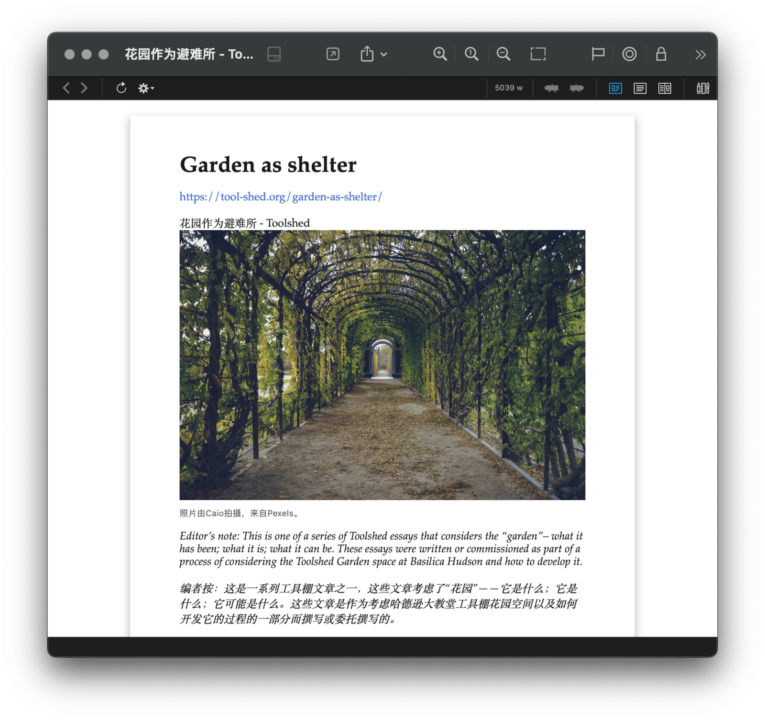 花园作为避难所 - To...
5039 w
Garden as shelter
https://tool-shed.org/garden-as-shelter/
花园作为避难所 - Toolshed
照片由Caio拍摄，来自Pexels。
Editor's note: This is one of a series of Toolshed essays that considers the “garden”– what it
has been; what it is; what it can be. These essays were written or commissioned as part of a
process of considering the Toolshed Garden space at Basilica Hudson and how to develop it.
编者按：这是一系列工具棚文章之一，这些文章考虑了“花园”——它是什么；它是
什么；它可能是什么。这些文章是作为考虑哈德逊大教堂工具棚花园空间以及如何
开发它的过程的一部分而撰写或委托撰写的。